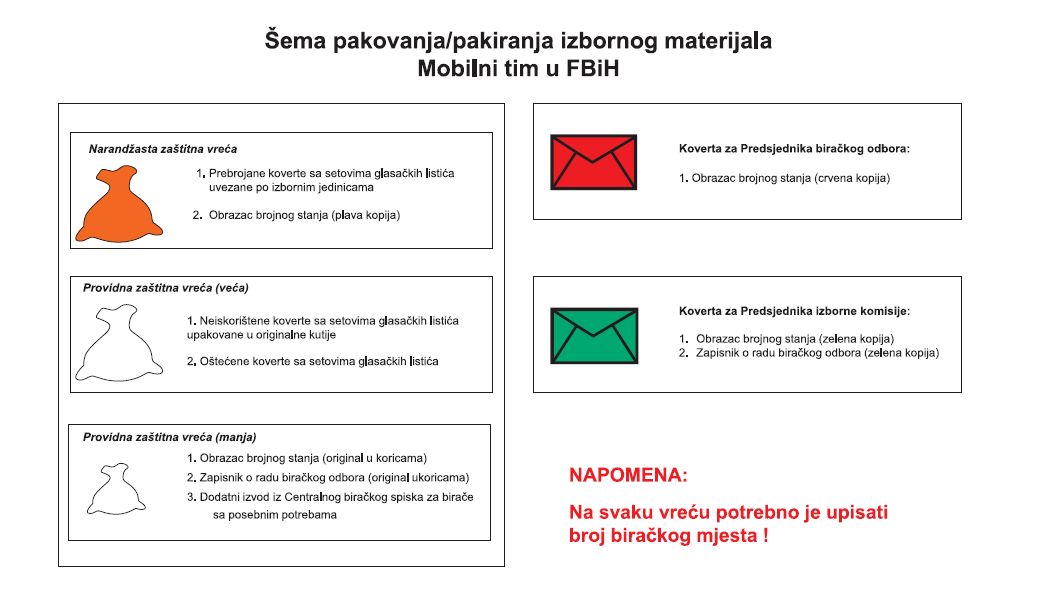 Šema pakovanja/pakiranja izbornog materijala
Mobilni tim u FBiH
Narandžasta zaštitna vreća
1. Prebrojane koverte sa setovima glasačkih listića
uvezane po izbornim jedinicama
2. Obrazac brojnog stanja (plava kopija)
Providna zaštitna vreća (veća)
1. Neiskorištene koverte sa setovima glasačkih listića
upakovane u originalne kutije
2. Oštećene koverte sa setovima glasačkih listića
Providna zaštitna vreća (manja)
1. Obrazac brojnog stanja (original u koricama)
2. Zapisnik o radu biračkog odbora (original ukoricama)
3. Dodatni izvod iz Centralnog biračkog spiska za birače
sa posebnim potrebama
Koverta za Predsjednika biračkog odbora:
1. Obrazac brojnog stanja (crvena kopija)
Koverta za Predsjednika izborne komisije:
1. Obrazac brojnog stanja (zelena kopija)
2. Zapisnik o radu biračkog odbora (zelena kopija)
NAPOMENA:
Na svaku vreću potrebno je upisati
broj biračkog mjesta !